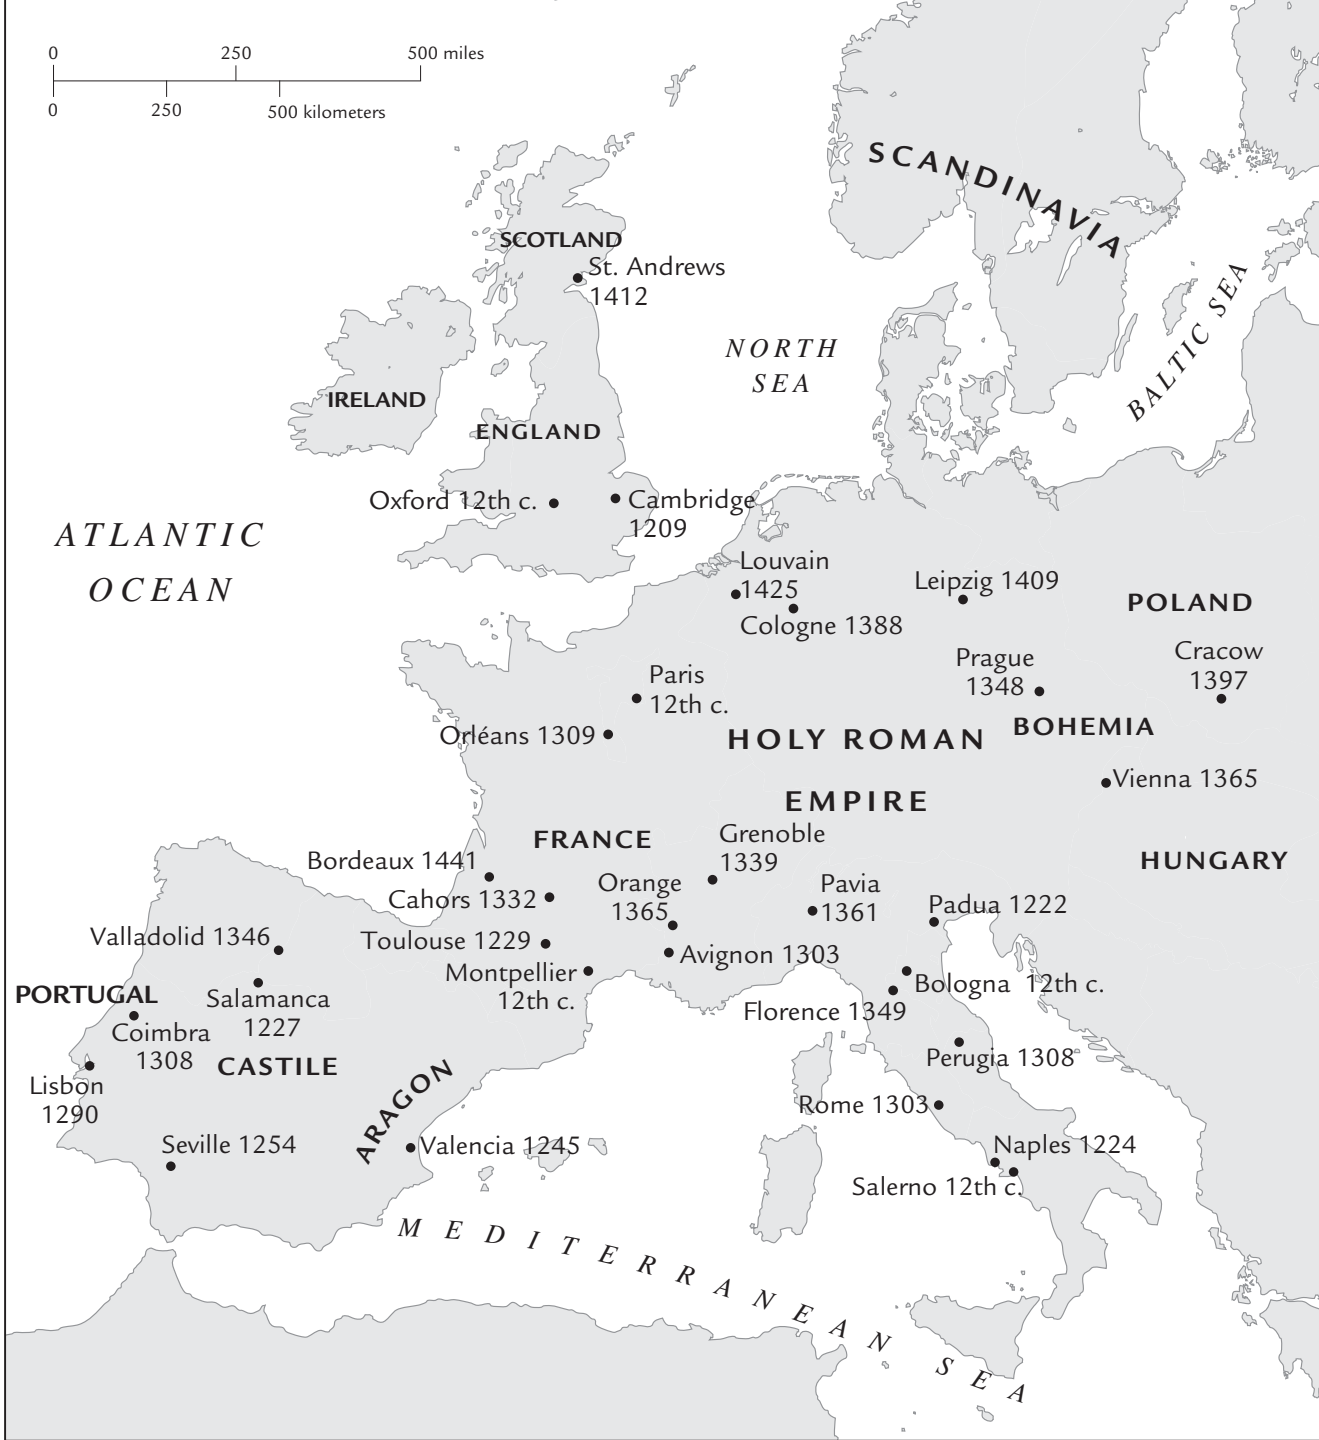 0 250 500 miles
0 250 500 kilometers
SCANDINAVIA
SCOTLAND
St. Andrews
1412
NORTH
SEA
BALTIC SEA
IRELAND
ENGLAND
Oxford 12th c.
Cambridge
1209
ATLANTIC
OCEAN
Louvain
1425
Cologne 1388
Leipzig 1409
POLAND
Cracow
1397
Prague
1348
Paris
12th c.
Orléans 1309
HOLY ROMAN
EMPIRE
BOHEMIA
Vienna 1365
FRANCE
Grenoble
1339
HUNGARY
Bordeaux 1441
Cahors 1332
Orange
1365
Pavia
1361
Padua 1222
Valladolid 1346
Toulouse 1229
Avignon 1303
Montpellier
12th c.
Bologna 12th c.
Florence 1349
PORTUGAL
Salamanca
1227
Coimbra
1308
CASTILE
Perugia 1308
Lisbon
1290
ARAGON
Rome 1303
Seville 1254
Valencia 1245
Naples 1224
Salerno 12th c.
MEDITERRANEAN SEA